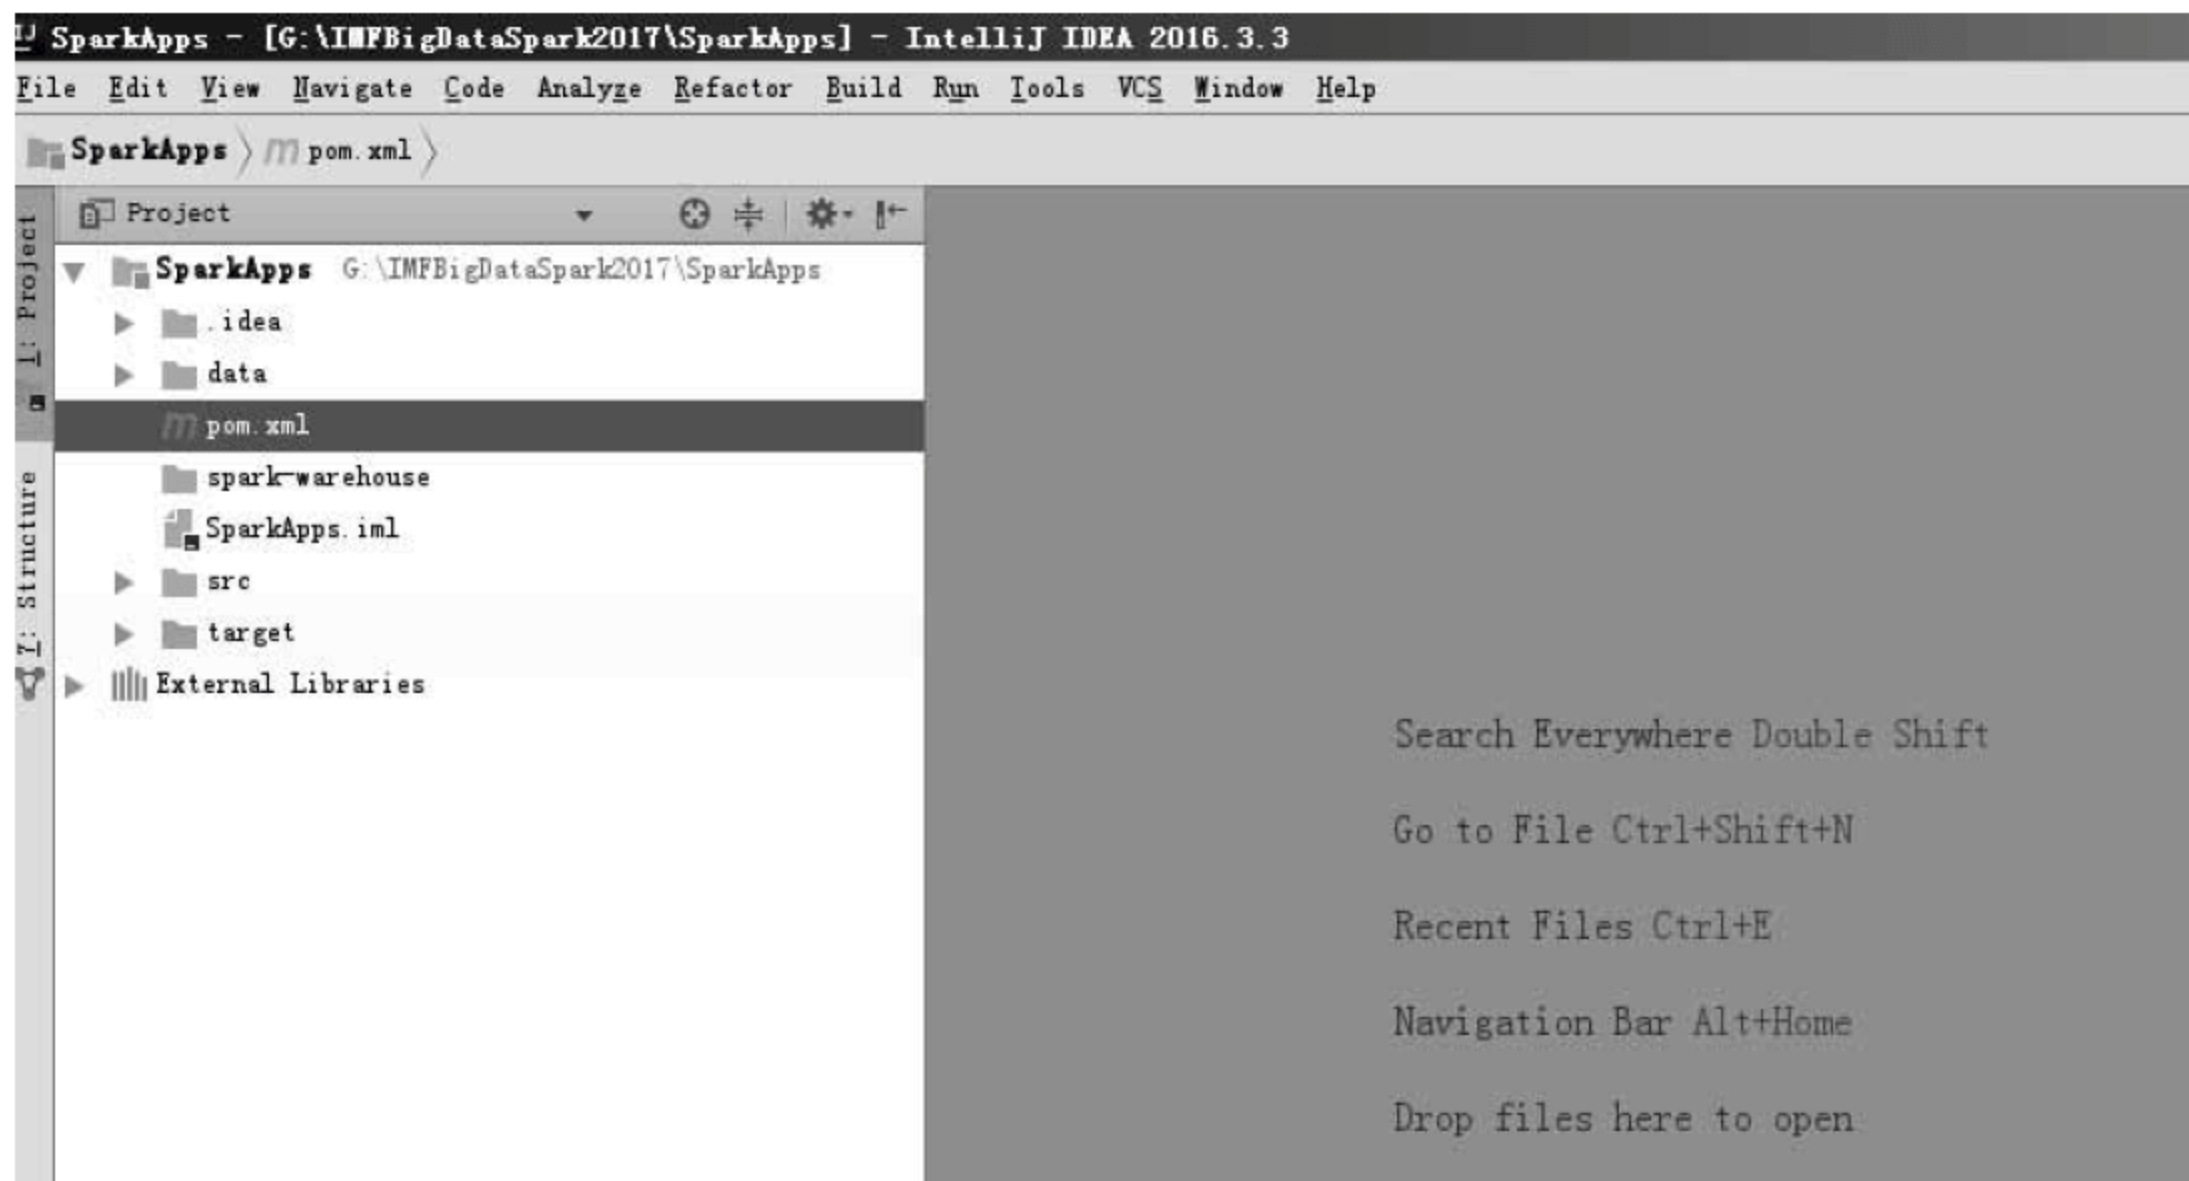 SparkApps - [G:\IMFBigDataSpark2017\SparkApps] - IntelliJ IDEA 2016.3.3
File Edit View Navigate Code Analyze Refactor Build Run Tools VCS Window Help
SparkApps pom.xml
Project
1: Project
7: Structure
SparkApps G:\IMFBigDataSpark2017\SparkApps
.idea
data
pom.xml
spark-warehouse
SparkApps.iml
src
target
External Libraries
Search Everywhere Double Shift
Go to File Ctrl+Shift+N
Recent Files Ctrl+E
Navigation Bar Alt+Home
Drop files here to open